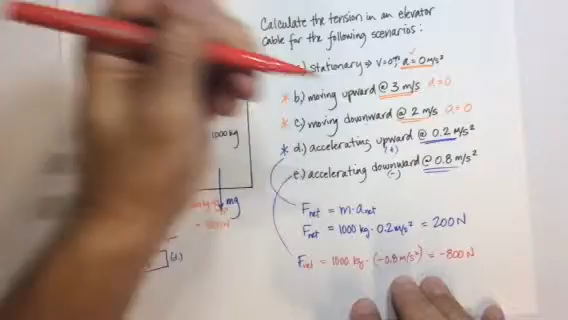 Calculate the tension in an elevator
cable for the following scenarios:
) stationary ⇒ v=0 m/s; a=0 m/s²
* b.) moving upward @ 3 m/s a=0
* c.) moving downward @ 2 m/s a=0
* d.) accelerating upward @ 0.2 m/s²
(+)
e.) accelerating downward @ 0.8 m/s²
(-)
1000 kg
mg
Fnet = m·anet
Fnet = 1000 kg · 0.2 m/s² = 200 N
Fnet = 1000 kg · (-0.8 m/s²) = -800 N
(d.)